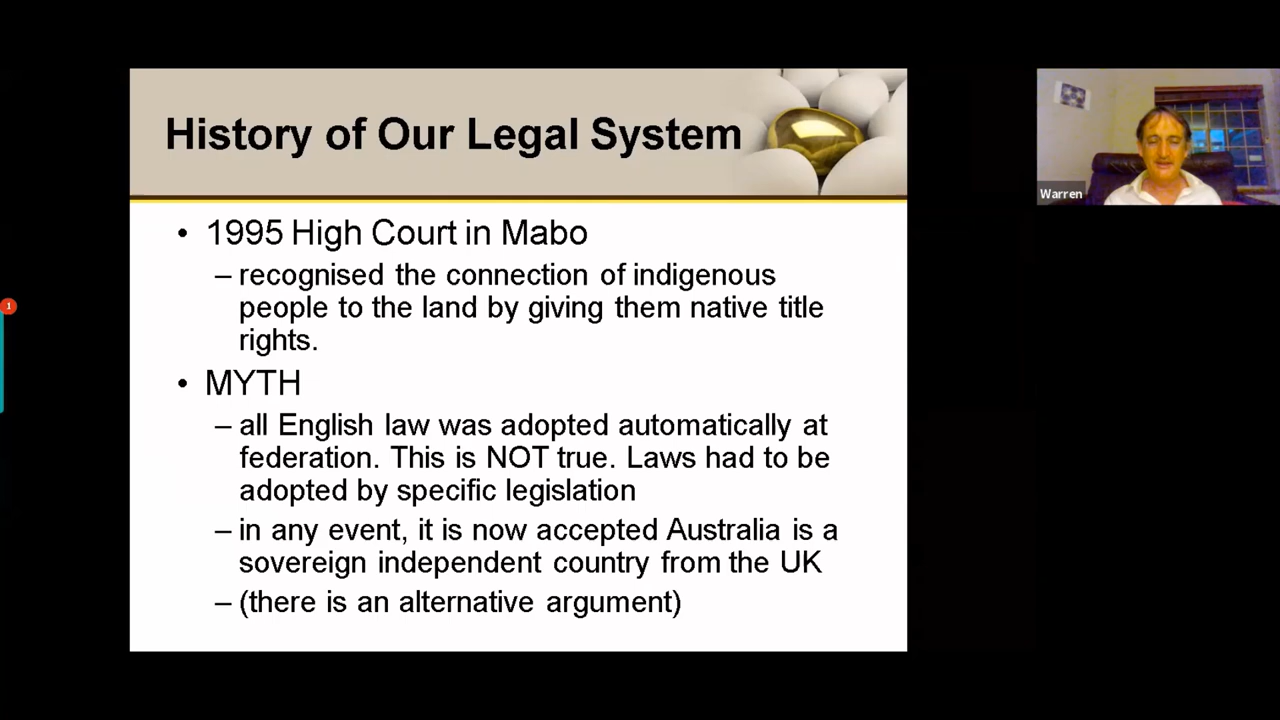 History of Our Legal System
• 1995 High Court in Mabo
– recognised the connection of indigenous
people to the land by giving them native title
rights.
• MYTH
– all English law was adopted automatically at
federation. This is NOT true. Laws had to be
adopted by specific legislation
– in any event, it is now accepted Australia is a
sovereign independent country from the UK
– (there is an alternative argument)
Warren
1